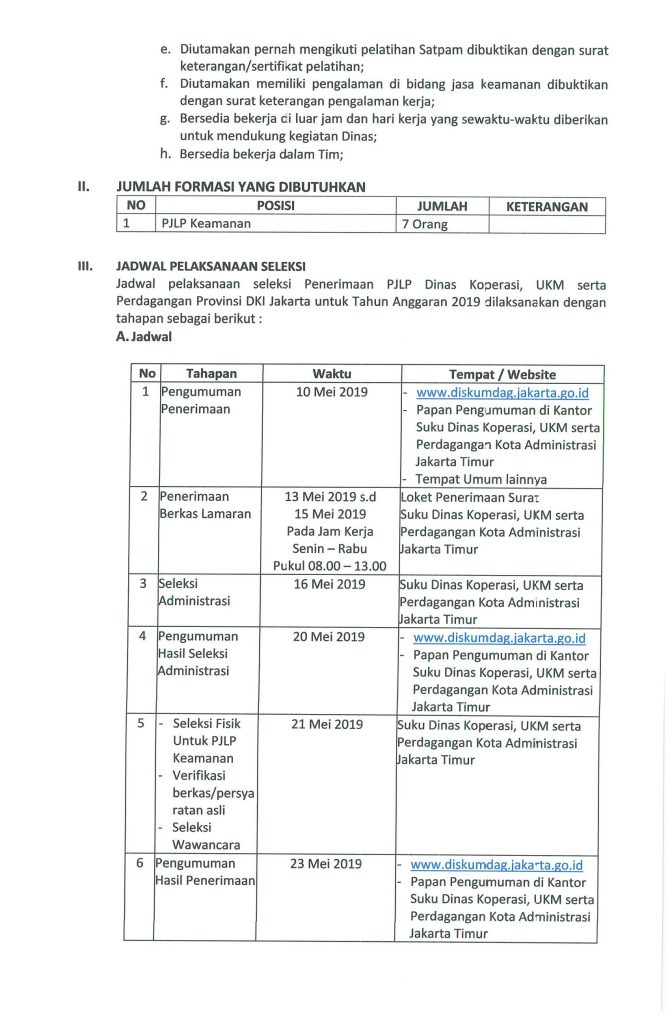 e. Diutamakan pernah mengikuti pelatihan Satpam dibuktikan dengan surat
keterangan/sertifikat pelatihan;
f. Diutamakan memiliki pengalaman di bidang jasa keamanan dibuktikan
dengan surat keterangan pengalaman kerja;
g. Bersedia bekerja di luar jam dan hari kerja yang sewaktu-waktu diberikan
untuk mendukung kegiatan Dinas;
h. Bersedia bekerja dalam Tim;
II. JUMLAH FORMASI YANG DIBUTUHKAN
NO POSISI JUMLAH KETERANGAN
1 PJLP Keamanan 7 Orang
III. JADWAL PELAKSANAAN SELEKSI
Jadwal pelaksanaan seleksi Penerimaan PJLP Dinas Koperasi, UKM serta
Perdagangan Provinsi DKI Jakarta untuk Tahun Anggaran 2019 dilaksanakan dengan
tahapan sebagai berikut :
A. Jadwal
No Tahapan Waktu Tempat / Website
1 Pengumuman 10 Mei 2019 - www.diskumdag.jakarta.go.id
Penerimaan - Papan Pengumuman di Kantor
Suku Dinas Koperasi, UKM serta
Perdagangan Kota Administrasi
Jakarta Timur
- Tempat Umum lainnya
2 Penerimaan 13 Mei 2019 s.d Loket Penerimaan Surat
Berkas Lamaran 15 Mei 2019 Suku Dinas Koperasi, UKM serta
Pada Jam Kerja Perdagangan Kota Administrasi
Senin – Rabu Jakarta Timur
Pukul 08.00 – 13.00
3 Seleksi 16 Mei 2019 Suku Dinas Koperasi, UKM serta
Administrasi Perdagangan Kota Administrasi
Jakarta Timur
4 Pengumuman 20 Mei 2019 - www.diskumdag.jakarta.go.id
Hasil Seleksi - Papan Pengumuman di Kantor
Administrasi Suku Dinas Koperasi, UKM serta
Perdagangan Kota Administrasi
Jakarta Timur
5 - Seleksi Fisik 21 Mei 2019 Suku Dinas Koperasi, UKM serta
Untuk PJLP Perdagangan Kota Administrasi
Keamanan Jakarta Timur
- Verifikasi
berkas/persya
ratan asli
- Seleksi
Wawancara
6 Pengumuman 23 Mei 2019 - www.diskumdag.jakarta.go.id
Hasil Penerimaan - Papan Pengumuman di Kantor
Suku Dinas Koperasi, UKM serta
Perdagangan Kota Administrasi
Jakarta Timur